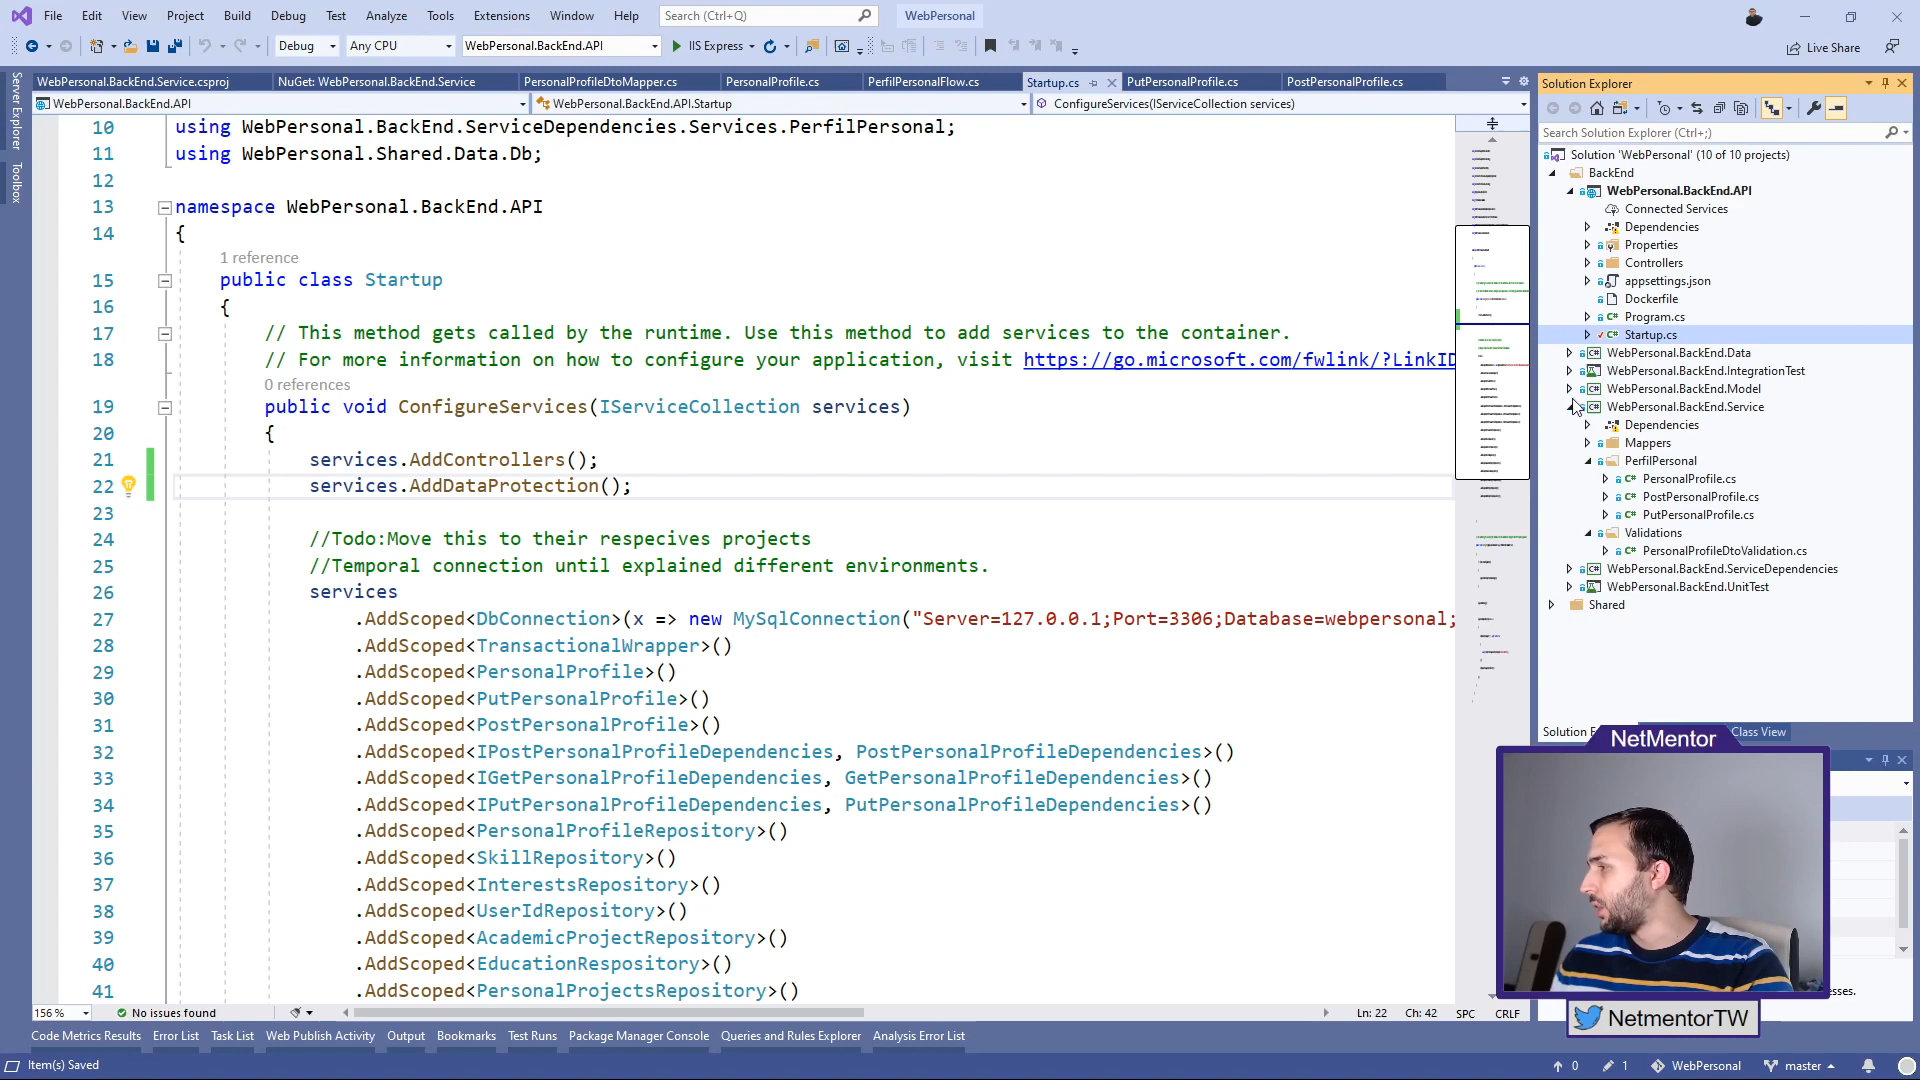 File Edit View Project Build Debug Test Analyze Tools Extensions Window Help Search (Ctrl+Q) WebPersonal
Debug Any CPU WebPersonal.BackEnd.API IIS Express Live Share
WebPersonal.BackEnd.Service.csproj NuGet: WebPersonal.BackEnd.Service PersonalProfileDtoMapper.cs PersonalProfile.cs PerfilPersonalFlow.cs Startup.cs PutPersonalProfile.cs PostPersonalProfile.cs
WebPersonal.BackEnd.API WebPersonal.BackEnd.API.Startup ConfigureServices(IServiceCollection services)
Server Explorer
Toolbox
10 using WebPersonal.BackEnd.ServiceDependencies.Services.PerfilPersonal;
11 using WebPersonal.Shared.Data.Db;
12
13 namespace WebPersonal.BackEnd.API
14 {
1 reference
15 public class Startup
16 {
17 // This method gets called by the runtime. Use this method to add services to the container.
18 // For more information on how to configure your application, visit https://go.microsoft.com/fwlink/?LinkID
0 references
19 public void ConfigureServices(IServiceCollection services)
20 {
21 services.AddControllers();
22 services.AddDataProtection();
23
24 //Todo:Move this to their respecives projects
25 //Temporal connection until explained different environments.
26 services
27 .AddScoped<DbConnection>(x => new MySqlConnection("Server=127.0.0.1;Port=3306;Database=webpersonal;
28 .AddScoped<TransactionalWrapper>()
29 .AddScoped<PersonalProfile>()
30 .AddScoped<PutPersonalProfile>()
31 .AddScoped<PostPersonalProfile>()
32 .AddScoped<IPostPersonalProfileDependencies, PostPersonalProfileDependencies>()
33 .AddScoped<IGetPersonalProfileDependencies, GetPersonalProfileDependencies>()
34 .AddScoped<IPutPersonalProfileDependencies, PutPersonalProfileDependencies>()
35 .AddScoped<PersonalProfileRepository>()
36 .AddScoped<SkillRepository>()
37 .AddScoped<InterestsRepository>()
38 .AddScoped<UserIdRepository>()
39 .AddScoped<AcademicProjectRepository>()
40 .AddScoped<EducationRespository>()
41 .AddScoped<PersonalProjectsRepository>()
156 % No issues found Ln: 22 Ch: 42 SPC CRLF
Solution Explorer
Search Solution Explorer (Ctrl+;)
Solution 'WebPersonal' (10 of 10 projects)
BackEnd
WebPersonal.BackEnd.API
Connected Services
Dependencies
Properties
Controllers
appsettings.json
Dockerfile
Program.cs
Startup.cs
WebPersonal.BackEnd.Data
WebPersonal.BackEnd.IntegrationTest
WebPersonal.BackEnd.Model
WebPersonal.BackEnd.Service
Dependencies
Mappers
PerfilPersonal
PersonalProfile.cs
PostPersonalProfile.cs
PutPersonalProfile.cs
Validations
PersonalProfileDtoValidation.cs
WebPersonal.BackEnd.ServiceDependencies
WebPersonal.BackEnd.UnitTest
Shared
Solution E Class View
NetMentor
esses.
NetmentorTW
Code Metrics Results Error List Task List Web Publish Activity Output Bookmarks Test Runs Package Manager Console Queries and Rules Explorer Analysis Error List
Item(s) Saved 0 1 WebPersonal master